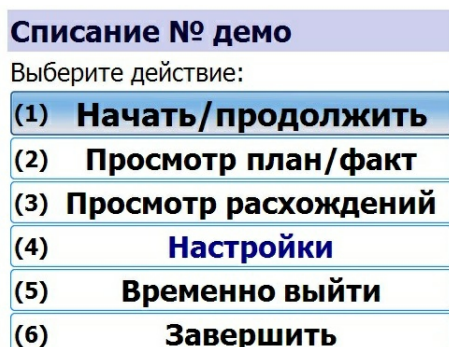 Списание № демо
Выберите действие:
(1) Начать/продолжить
(2) Просмотр план/факт
(3) Просмотр расхождений
(4) Настройки
(5) Временно выйти
(6) Завершить